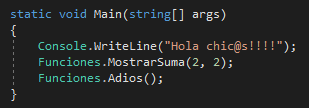 static void Main(string[] args)
{
Console.WriteLine("Hola chic@s!!!!");
Funciones.MostrarSuma(2, 2);
Funciones.Adios();
}